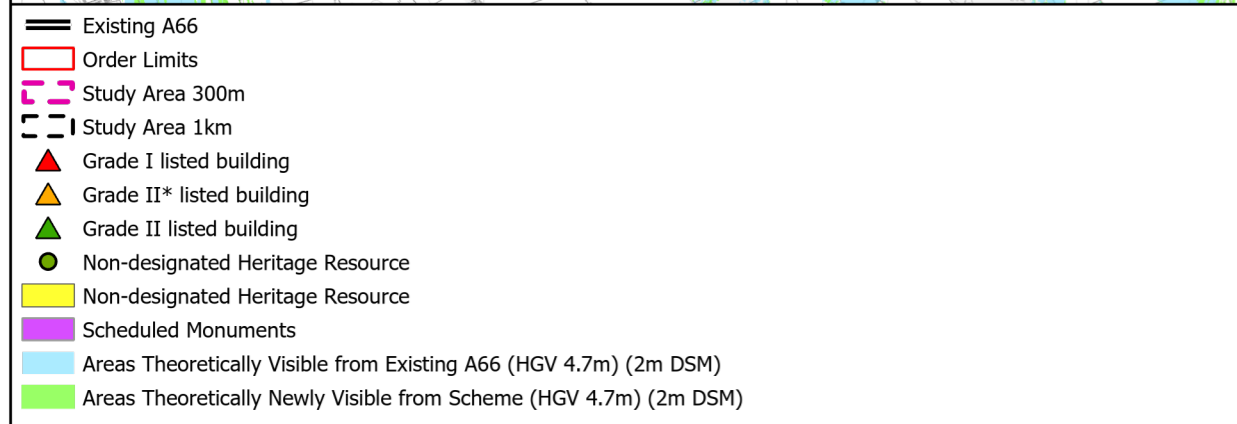 Existing A66
Order Limits
Study Area 300m
Study Area 1km
Grade I listed building
Grade II* listed building
Grade II listed building
Non-designated Heritage Resource
Non-designated Heritage Resource
Scheduled Monuments
Areas Theoretically Visible from Existing A66 (HGV 4.7m) (2m DSM)
Areas Theoretically Newly Visible from Scheme (HGV 4.7m) (2m DSM)